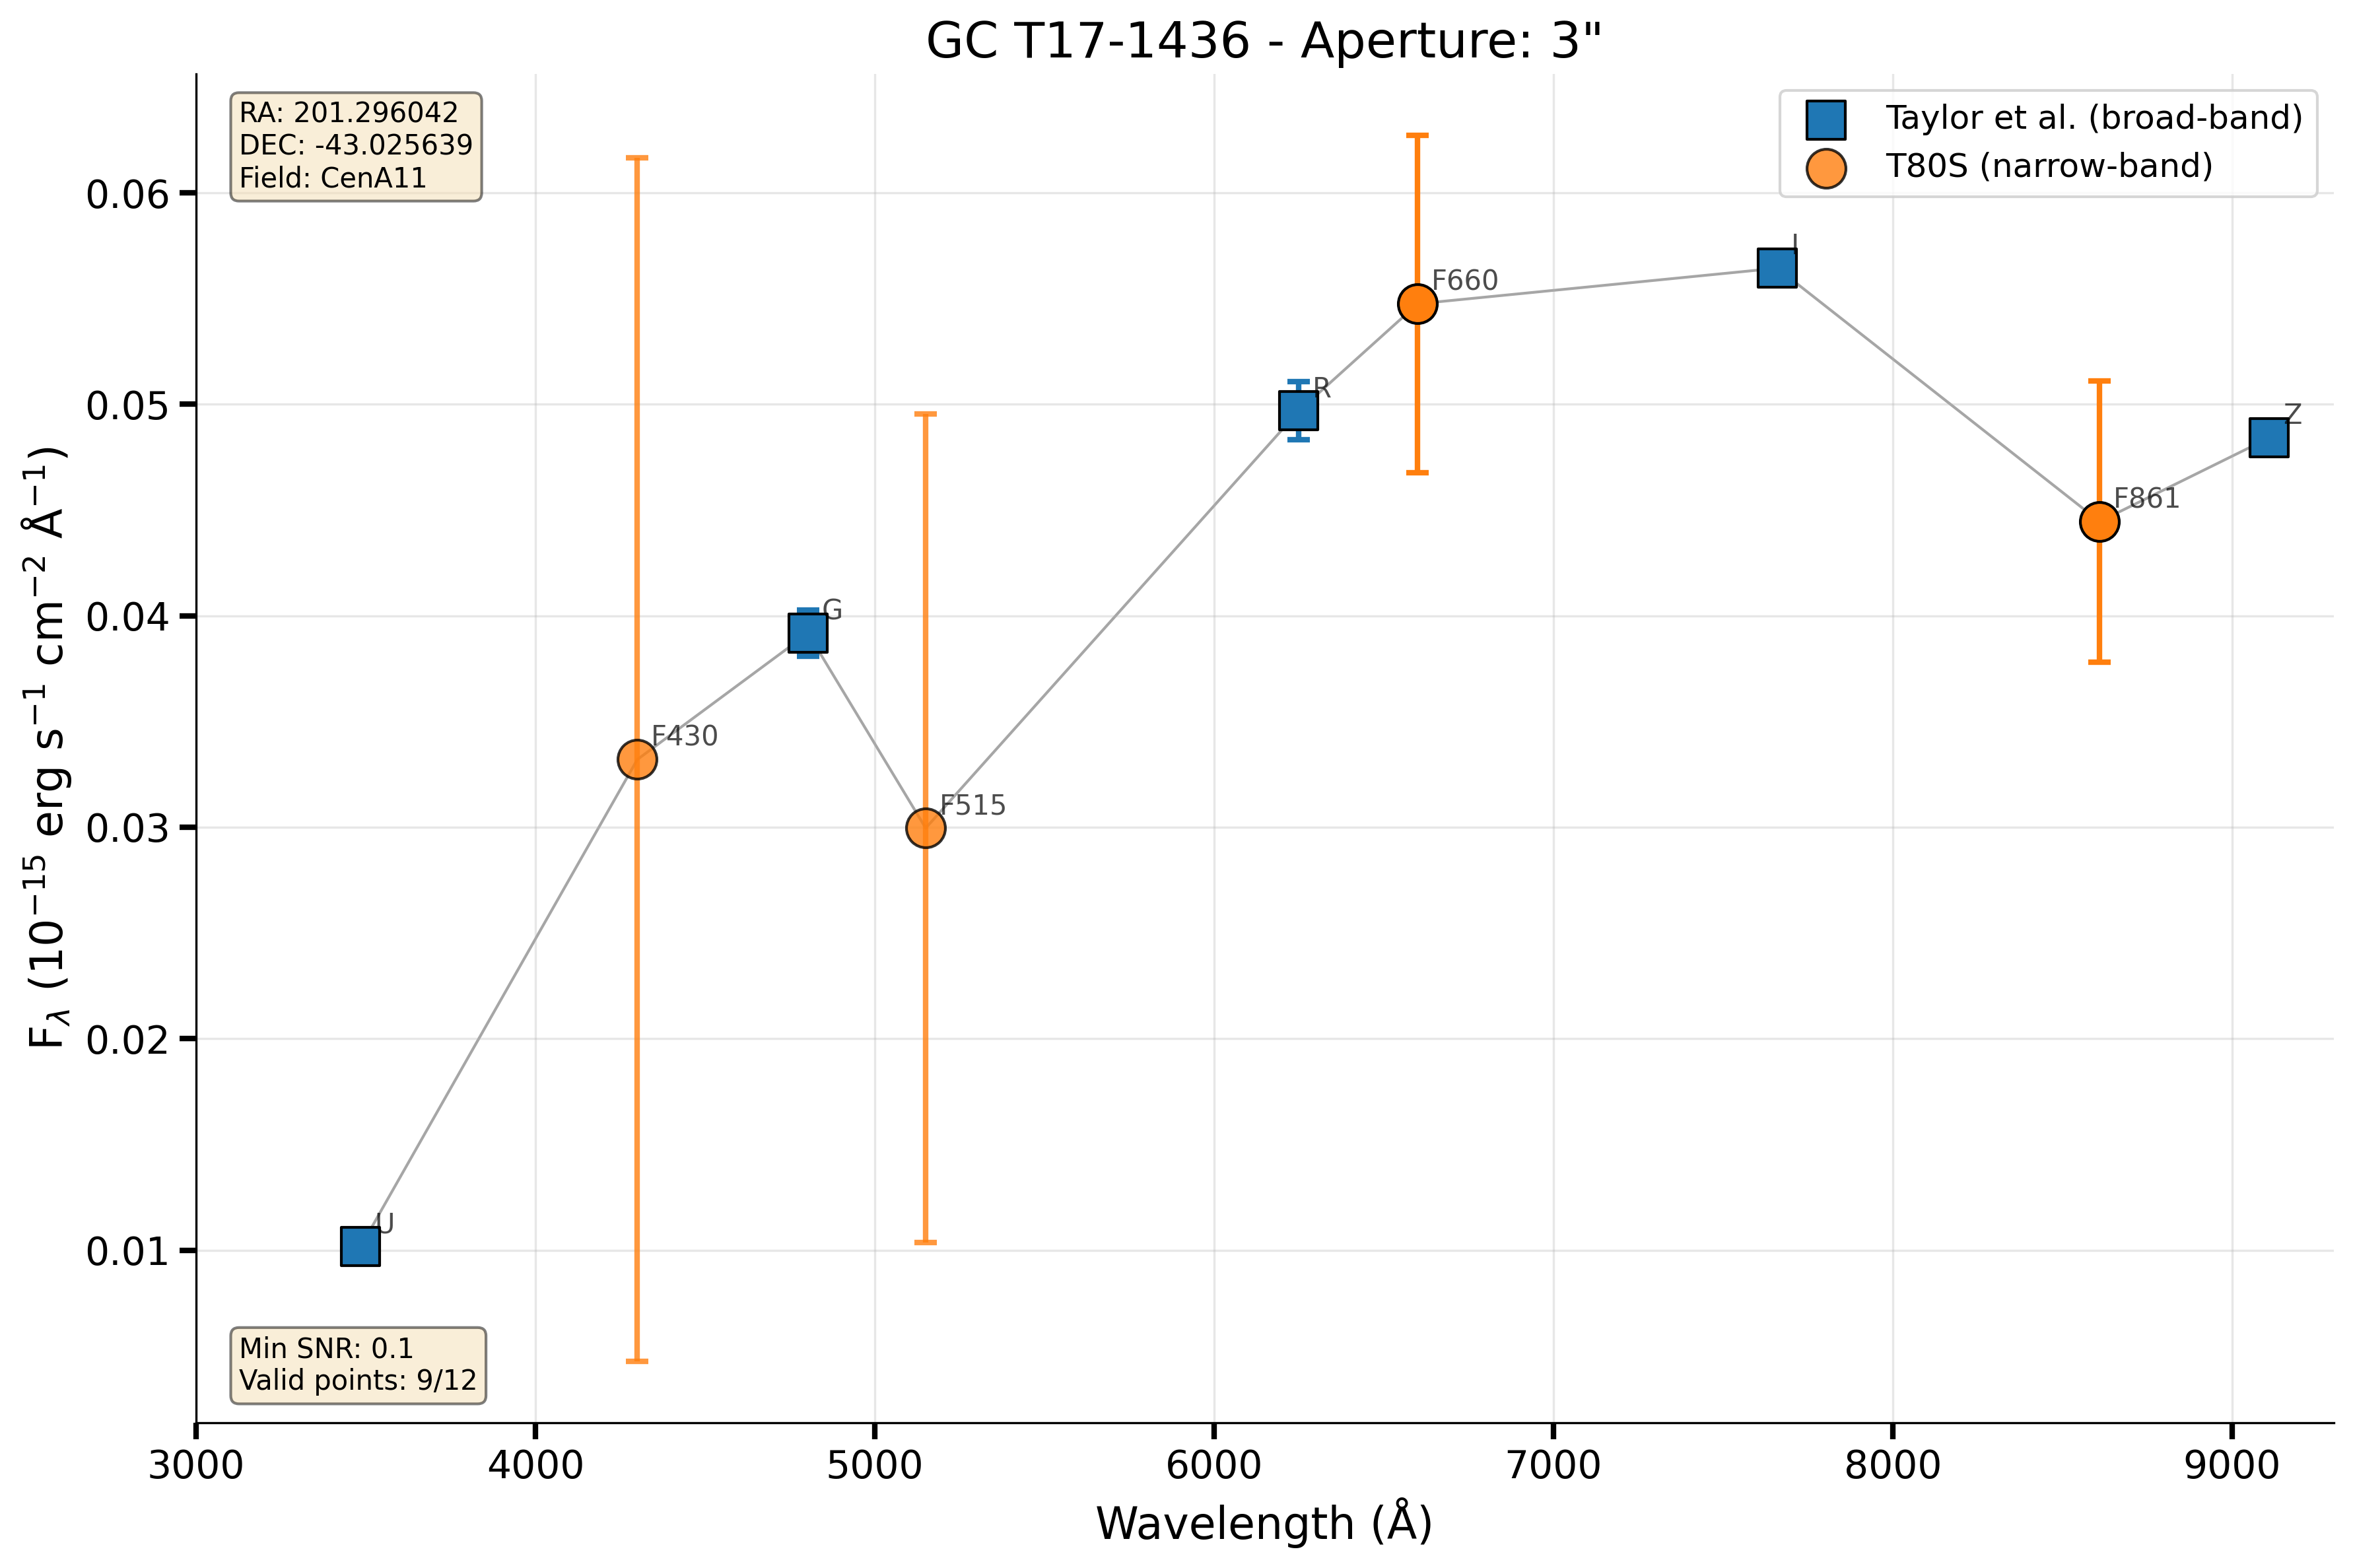 GC T17-1436 - Aperture: 3"
RA: 201.296042
DEC: -43.025639
Field: CenA11
Taylor et al. (broad-band)
T80S (narrow-band)
I
F660
R
Z
F861
G
F430
F515
U
Min SNR: 0.1
Valid points: 9/12
0.06
0.05
0.04
0.03
0.02
0.01
F_λ (10⁻¹⁵ erg s⁻¹ cm⁻² Å⁻¹)
3000 4000 5000 6000 7000 8000 9000
Wavelength (Å)